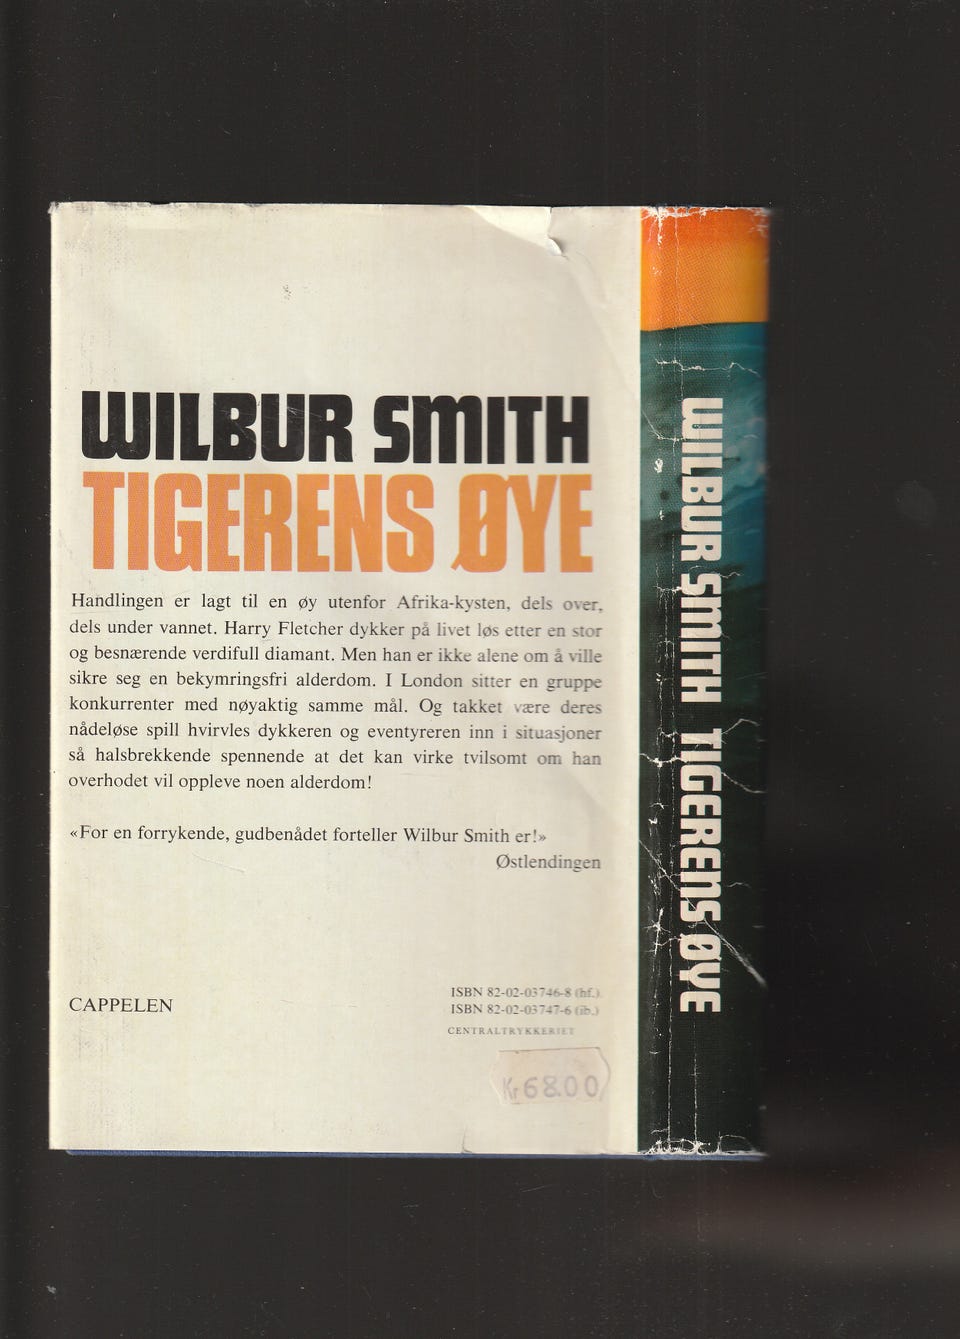 WILBUR SMITH
TIGERENS ØYE
Handlingen er lagt til en øy utenfor Afrika-kysten, dels over,
dels under vannet. Harry Fletcher dykker på livet løs etter en stor
og besnærende verdifull diamant. Men han er ikke alene om å ville
sikre seg en bekymringsfri alderdom. I London sitter en gruppe
konkurrenter med nøyaktig samme mål. Og takket være deres
nådeløse spill hvirvles dykkeren og eventyreren inn i situasjoner
så halsbrekkende spennende at det kan virke tvilsomt om han
overhodet vil oppleve noen alderdom!
«For en forrykende, gudbenådet forteller Wilbur Smith er!»
Østlendingen
CAPPELEN
ISBN 82-02-03746-8 (hf.)
ISBN 82-02-03747-6 (ib.)
CENTRALTRYKKERIET
Kr 68.00
WILBUR SMITH TIGERENS ØYE